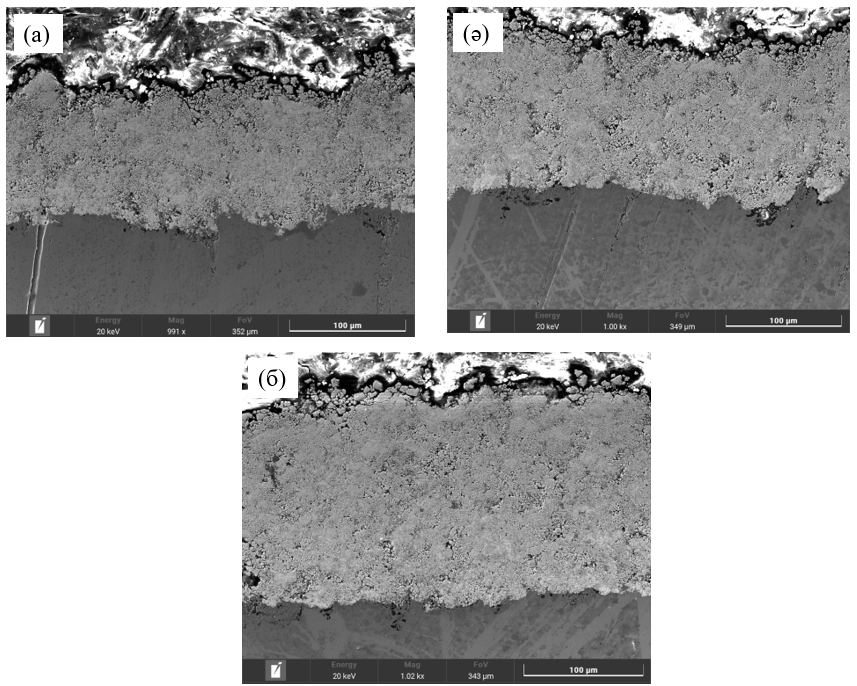 (а)
Energy Mag FoV
20 keV 991 x 352 µm 100 µm
(ә)
Energy Mag FoV
20 keV 1.00 kx 349 µm 100 µm
(б)
Energy Mag FoV
20 keV 1.02 kx 343 µm 100 µm